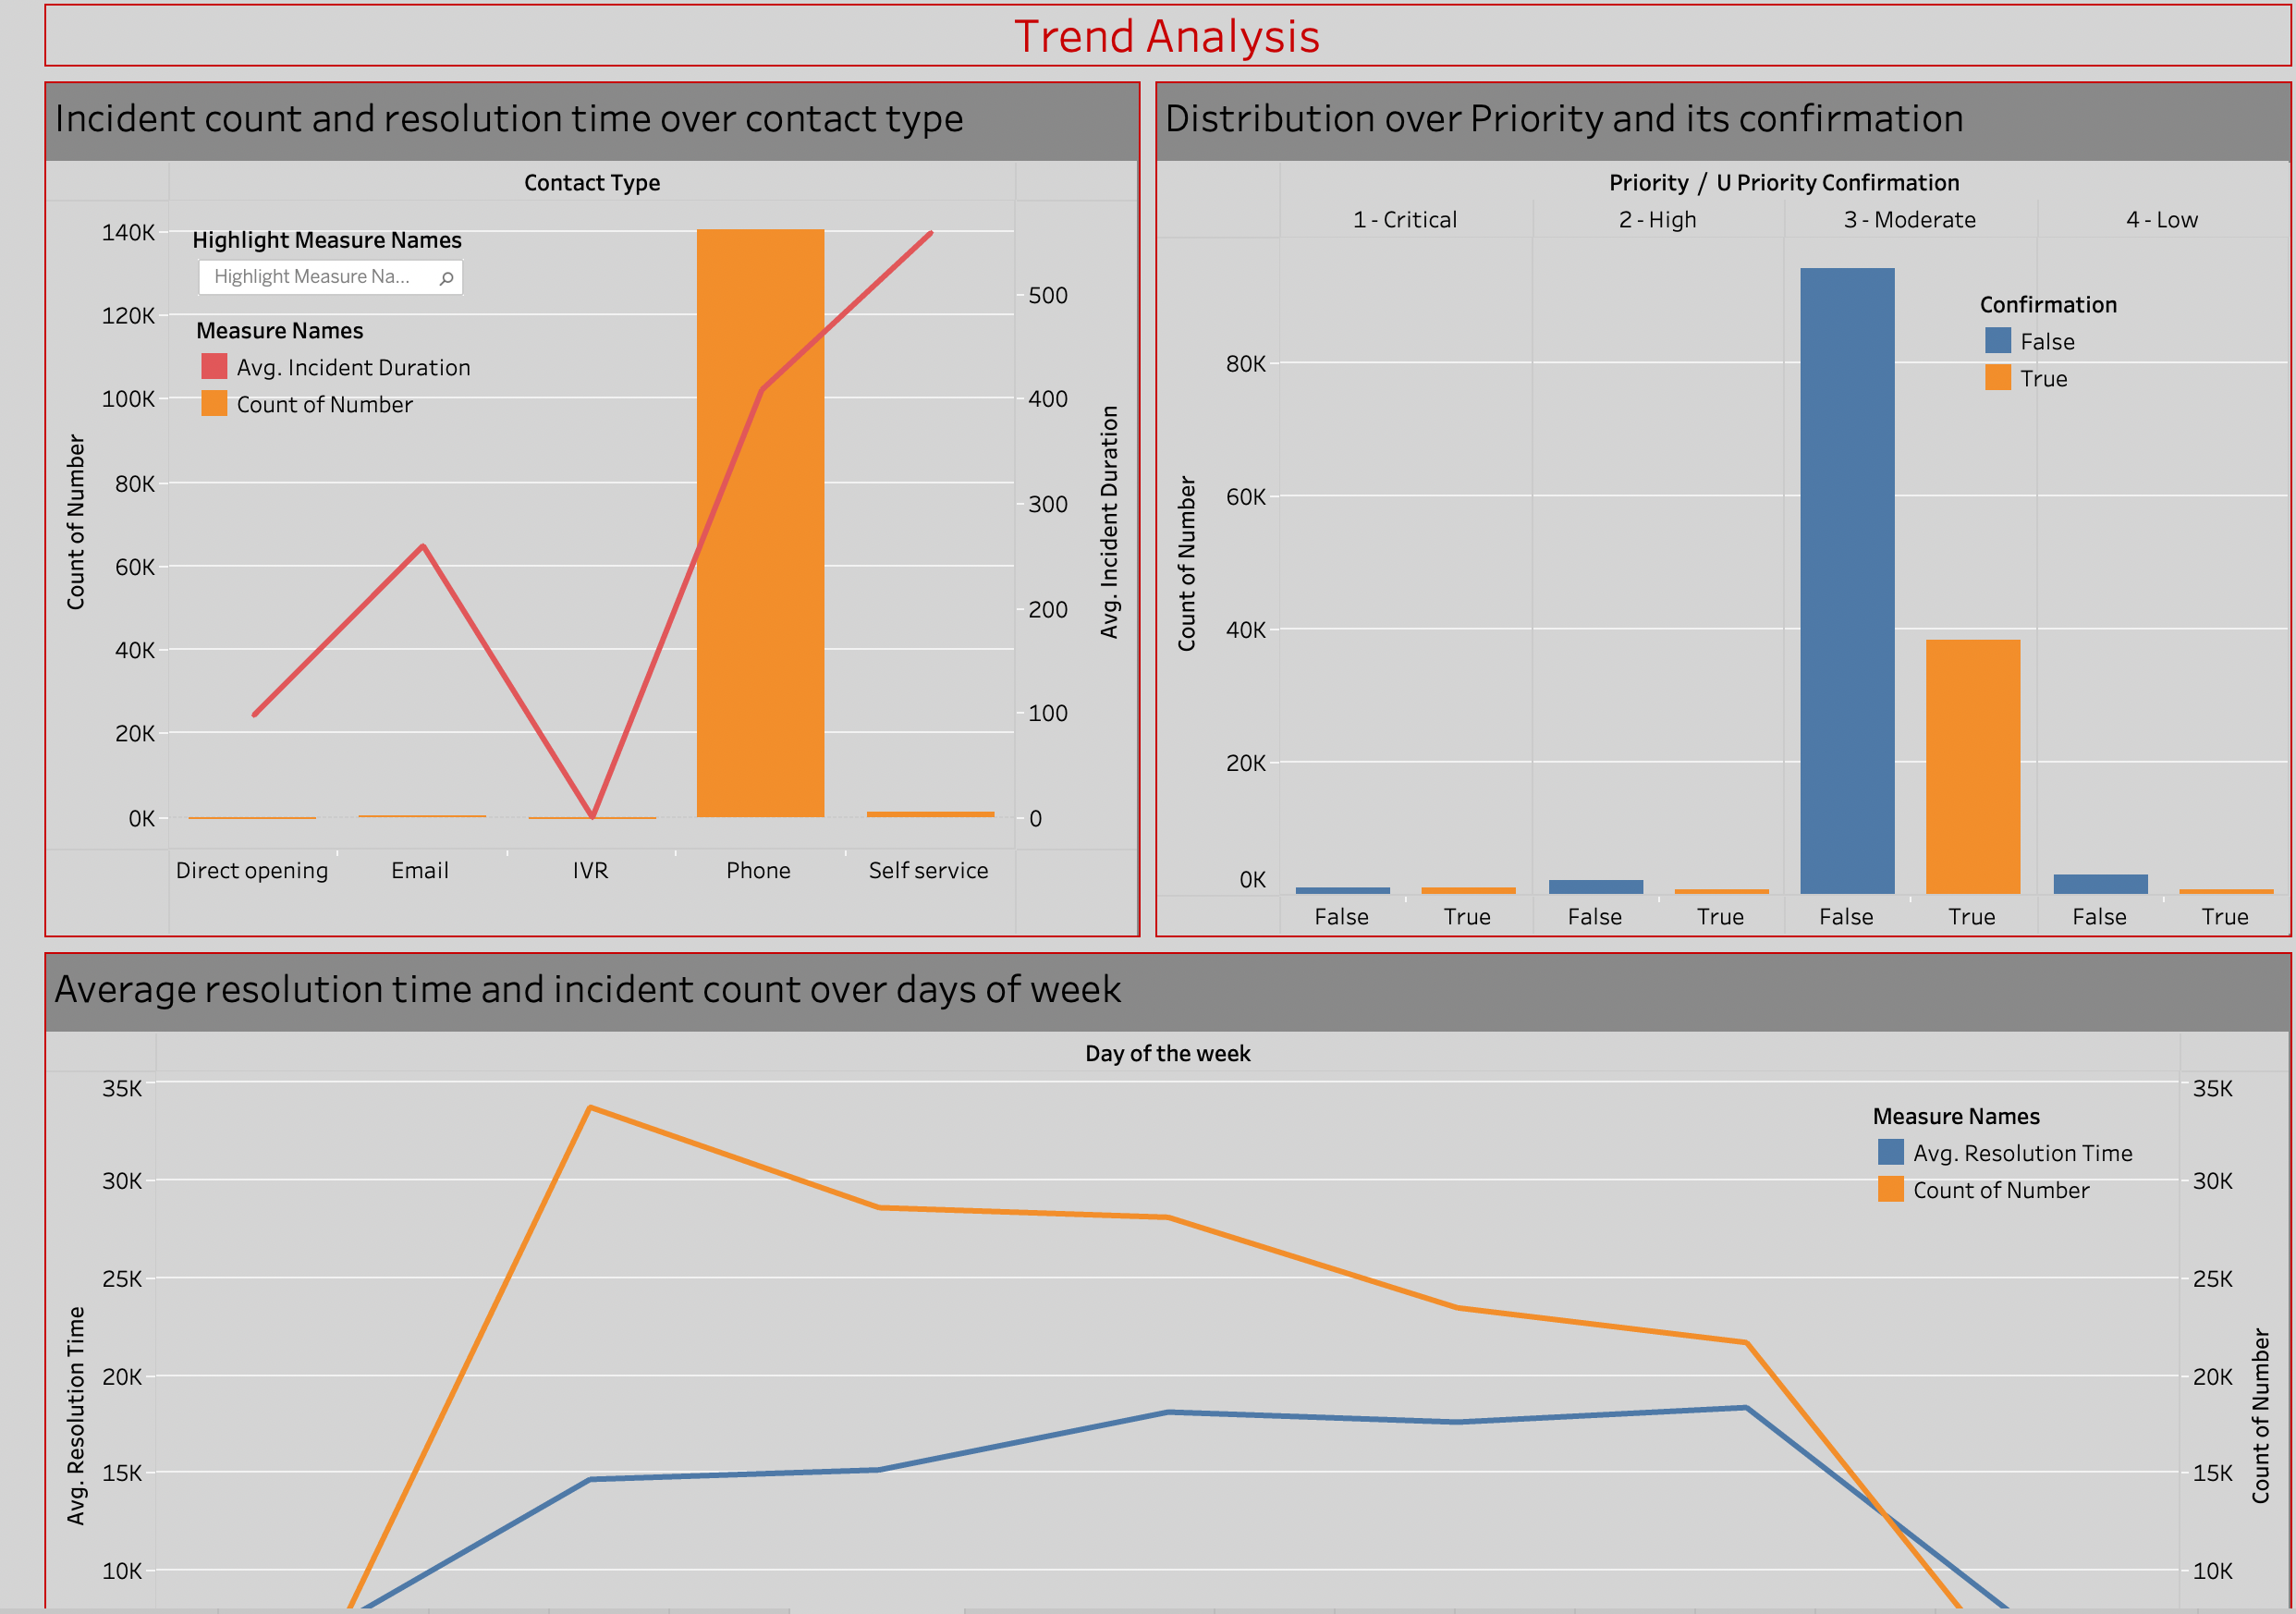 Trend Analysis
Incident count and resolution time over contact type
Contact Type
Highlight Measure Names
Highlight Measure Na...
Measure Names
Avg. Incident Duration
Count of Number
140K
120K
100K
80K
60K
40K
20K
0K
Count of Number
500
400
300
200
100
0
Avg. Incident Duration
Direct opening Email IVR Phone Self service
Distribution over Priority and its confirmation
Priority / U Priority Confirmation
1 - Critical 2 - High 3 - Moderate 4 - Low
Confirmation
False
True
80K
60K
40K
20K
0K
Count of Number
False True False True False True False True
Average resolution time and incident count over days of week
Day of the week
Measure Names
Avg. Resolution Time
Count of Number
35K
30K
25K
20K
15K
10K
Avg. Resolution Time
35K
30K
25K
20K
15K
10K
Count of Number